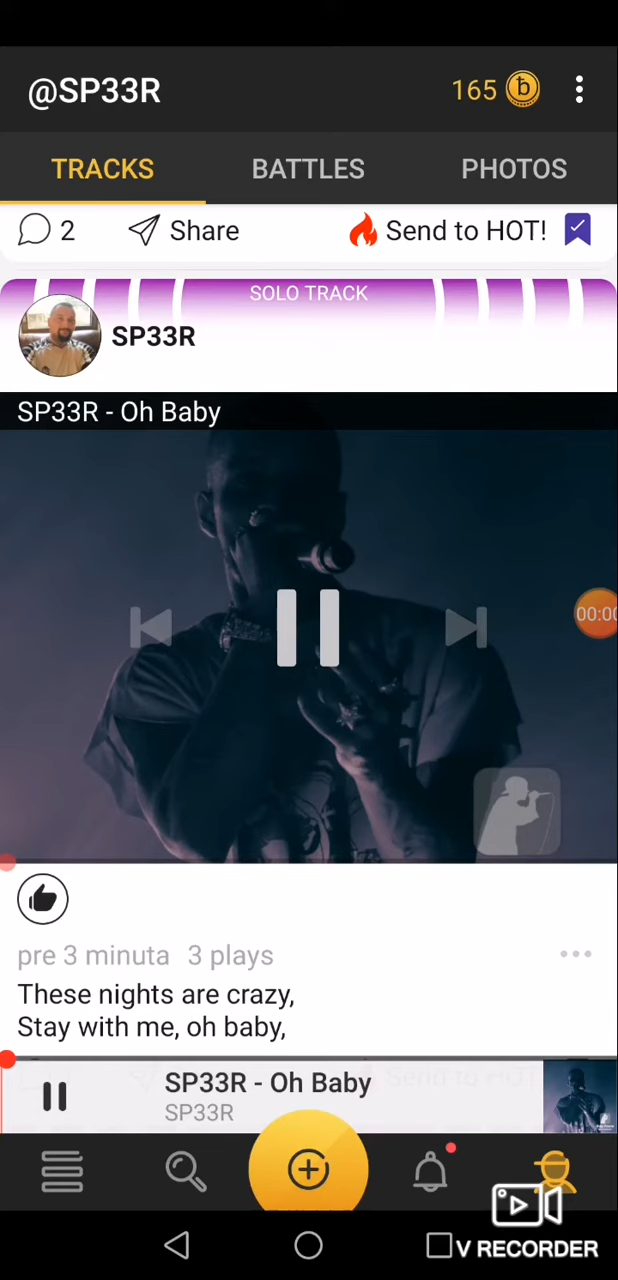 @SP33R
165
TRACKS BATTLES PHOTOS
2 Share Send to HOT!
SOLO TRACK
SP33R
SP33R - Oh Baby
00:00
pre 3 minuta 3 plays
These nights are crazy,
Stay with me, oh baby,
SP33R - Oh Baby
SP33R
V RECORDER